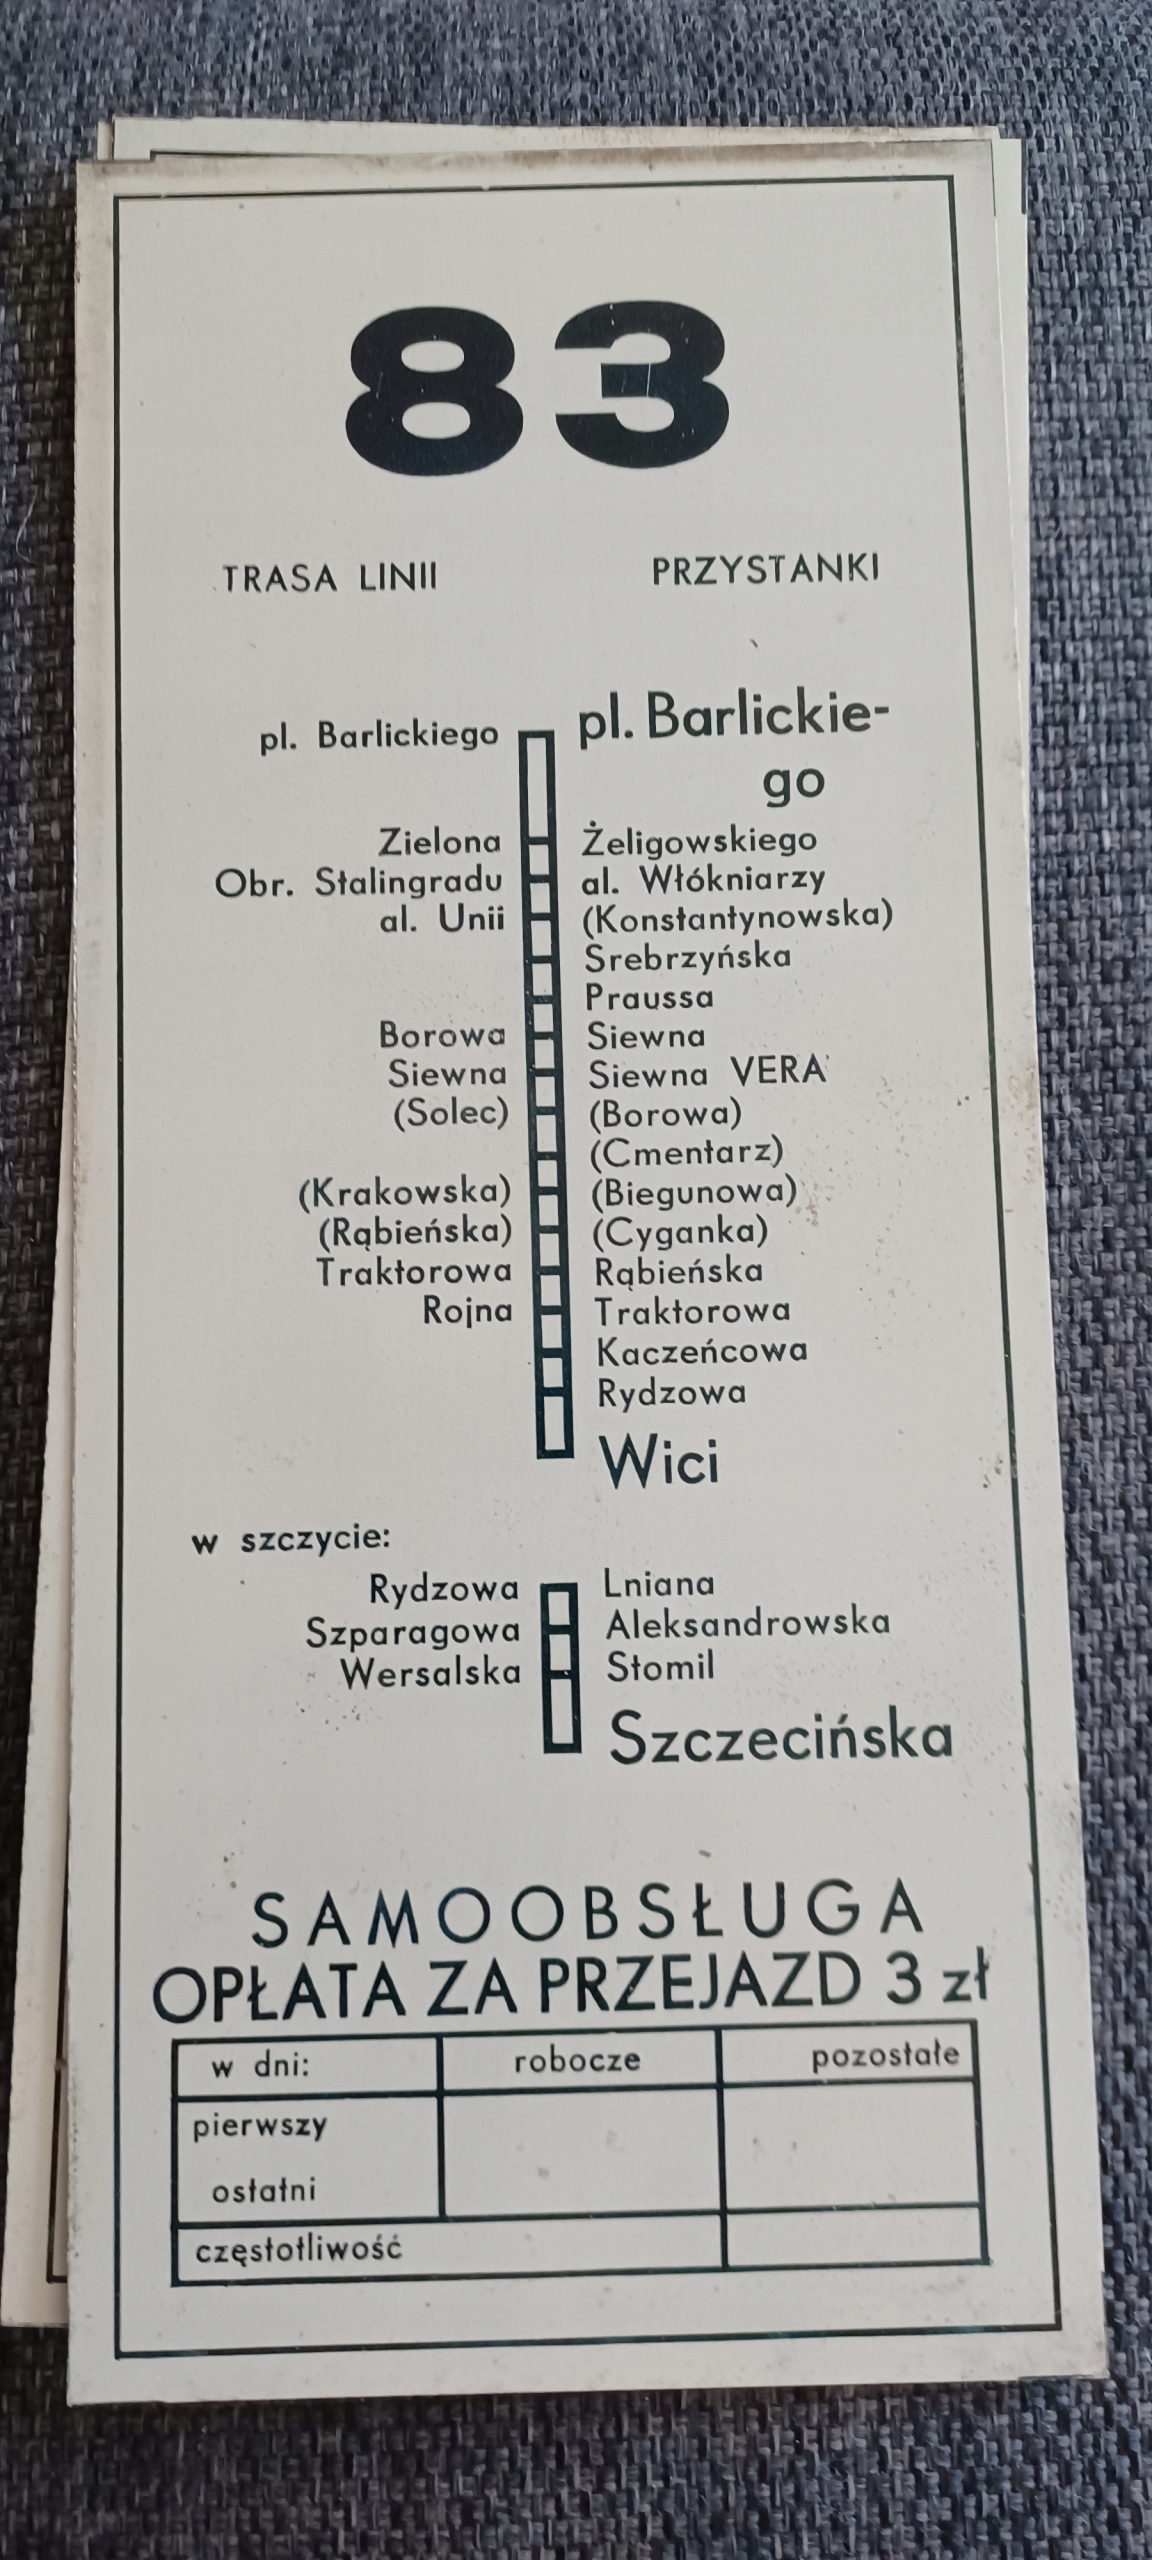 83
TRASA LINII PRZYSTANKI
pl. Barlickiego pl. Barlickie-
go
Zielona Żeligowskiego
Obr. Stalingradu al. Włókniarzy
al. Unii (Konstantynowska)
Srebrzyńska
Praussa
Borowa Siewna
Siewna Siewna VERA
(Solec) (Borowa)
(Cmentarz)
(Krakowska) (Biegunowa)
(Rąbieńska) (Cyganka)
Traktorowa Rąbieńska
Rojna Traktorowa
Kaczeńcowa
Rydzowa
Wici
w szczycie:
Rydzowa Lniana
Szparagowa Aleksandrowska
Wersalska Stomil
Szczecińska
SAMOOBSŁUGA
OPŁATA ZA PRZEJAZD 3 zł
w dni: robocze pozostałe
pierwszy
ostatni
częstotliwość